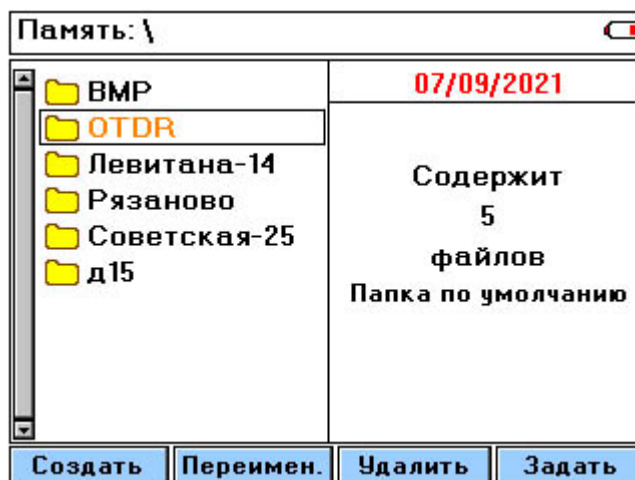 Память: \
BMP
OTDR
Левитана-14
Рязаново
Советская-25
д15
07/09/2021
Содержит
5
файлов
Папка по умолчанию
Создать
Переимен.
Удалить
Задать